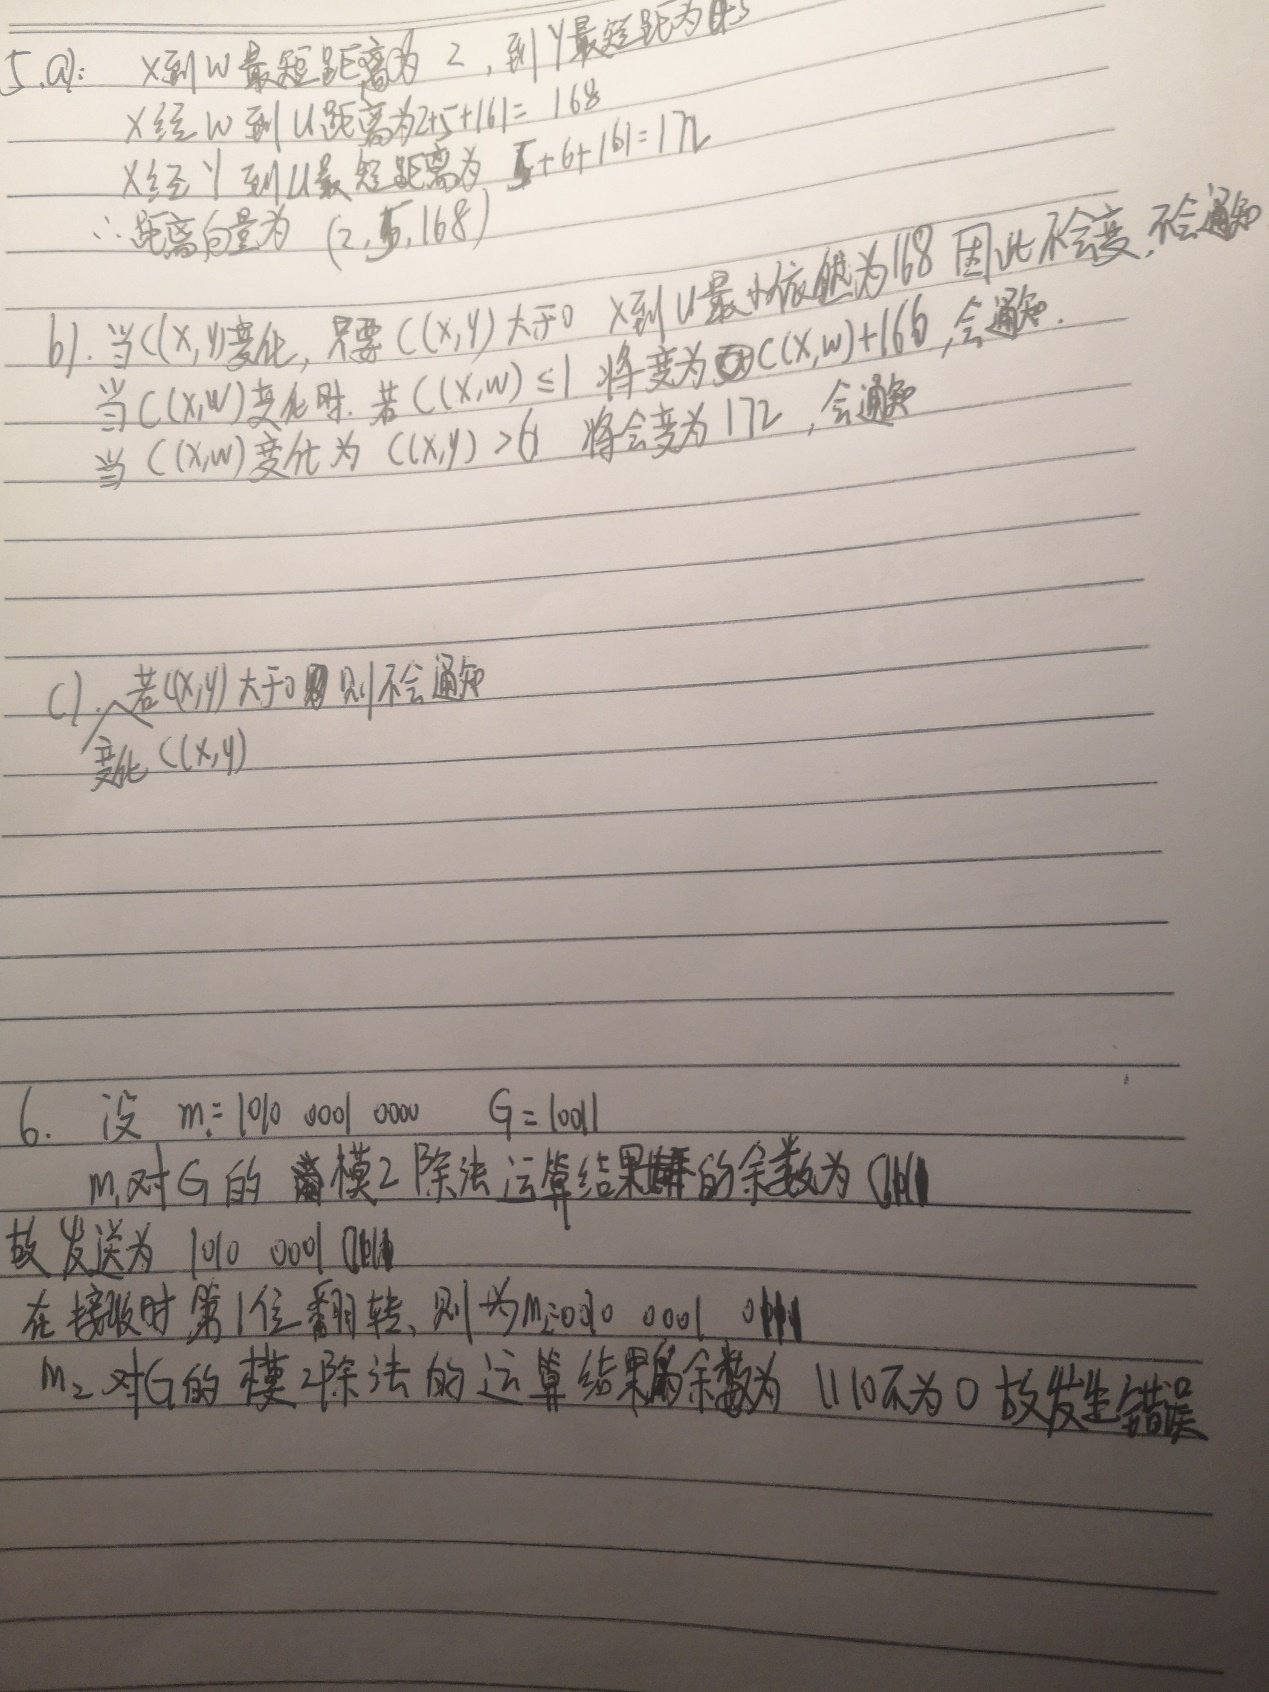 5.a): X到W最短距离为 2 , 到Y最短距为
X经W到U距离为2+5+161= 168
X经Y到U最短距离为 5+6+161=172
∴距离向量为 (2,5,168)
b). 当C(X,Y)变化, 只要 C(X,Y)大于0 X到U最小依然为168 因此不会变, 不会通知
当C(X,W)变化时. 若 C(X,W) ≤1 将变为 C(X,W)+166 ,会通知.
当 C(X,W)变化为 C(X,Y) >6 将会变为172 , 会通知
c). 若C(X,Y)大于0 则不会通知
变化 C(X,Y)
6. 设 m₁= 1010 0001 0000 G=10011
m₁对G的 模2除法运算结果 的余数为 0111
故发送为 1010 0001 0111
在接收时第1位翻转, 则为m₂=0010 0001 0111
m₂对G的模2除法的运算结果的余数为 1110不为0 故发生错误